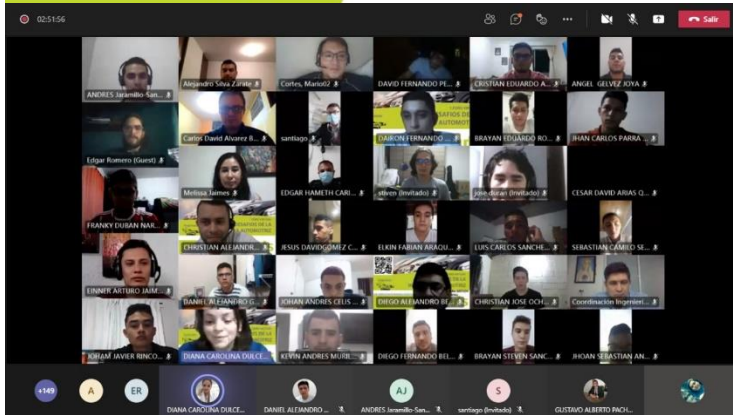 02:51:56
Salir
ANDRES Jaramillo-San...
Alejandro Silva Zarate
Cortes, Mario02
DAVID FERNANDO PE...
CRISTIAN EDUARDO A...
ANGEL GELVEZ JOYA
Edgar Romero (Guest)
Carlos David Alvarez B...
santiago
DAIRON FERNANDO ...
BRAYAN EDUARDO RO...
JHAN CARLOS PARRA ...
FRANKY DUBAN NAR...
Melissa Jaimes
EDGAR HAMETH CARI...
stiven (Invitado)
jose duran (Invitado)
CESAR DAVID ARIAS Q...
EINNER ARTURO JAIM...
CHRISTIAN ALEJANDR...
JESUS DAVIDGOMEZ C...
ELKIN FABIAN ARAQU...
LUIS CARLOS SANCHE...
SEBASTIAN CAMILO SE...
JOHAM JAVIER RINCO...
DANIEL ALEJANDRO G...
JOHAN ANDRES CELIS ...
DIEGO ALEJANDRO BE...
CHRISTIAN JOSE OCH...
Coordinación Ingenieri...
DIANA CAROLINA DULCE...
KEVIN ANDRES MURIL...
DIEGO FERNANDO BEL...
BRAYAN STEVEN SANC...
JHOAN SEBASTIAN AN...
+149
A
ER
AJ
S
DIANA CAROLINA DULCE...
DANIEL ALEJANDRO ...
ANDRES Jaramillo-San...
santiago (Invitado)
GUSTAVO ALBERTO PACH...